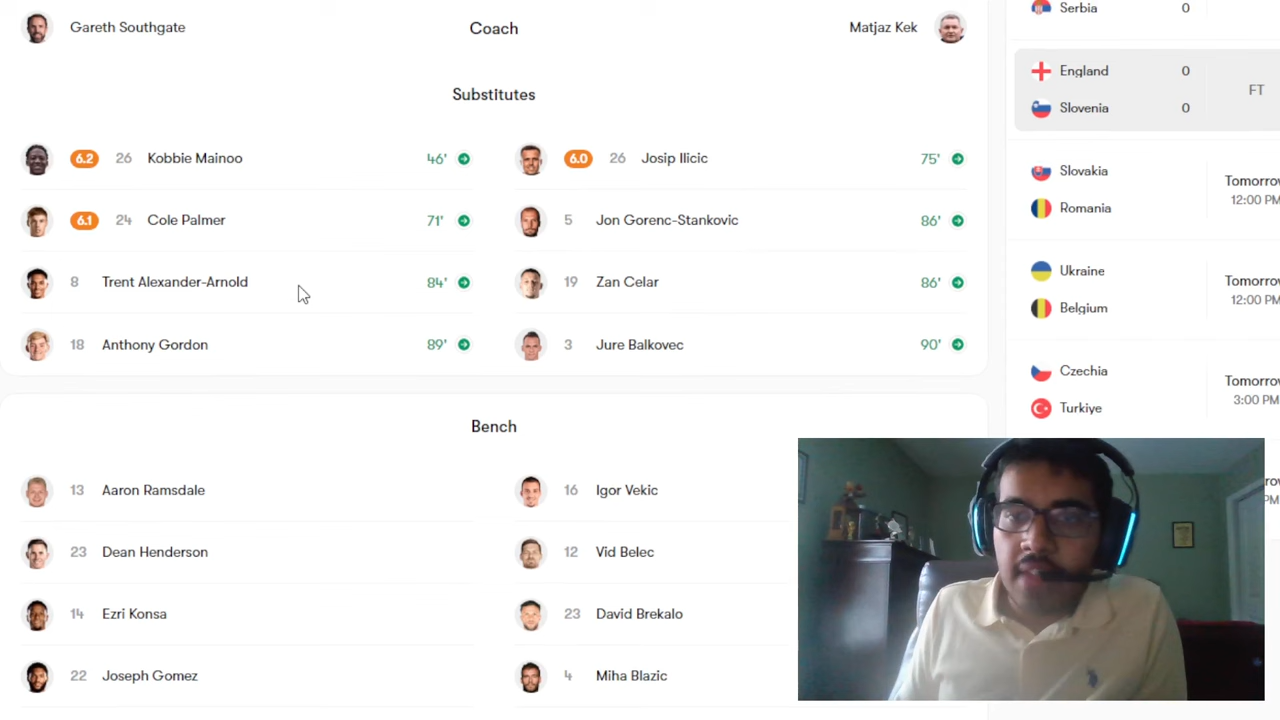 Gareth Southgate Coach Matjaz Kek
Substitutes
6.2 26 Kobbie Mainoo 46' 6.0 26 Josip Ilicic 75'
6.1 24 Cole Palmer 71' 5 Jon Gorenc-Stankovic 86'
8 Trent Alexander-Arnold 84' 19 Zan Celar 86'
18 Anthony Gordon 89' 3 Jure Balkovec 90'
Bench
13 Aaron Ramsdale 16 Igor Vekic
23 Dean Henderson 12 Vid Belec
14 Ezri Konsa 23 David Brekalo
22 Joseph Gomez 4 Miha Blazic
Serbia 0
England 0
FT
Slovenia 0
Slovakia
Tomorrow
12:00 PM
Romania
Ukraine
Tomorrow
12:00 PM
Belgium
Czechia
Tomorrow
3:00 PM
Turkiye